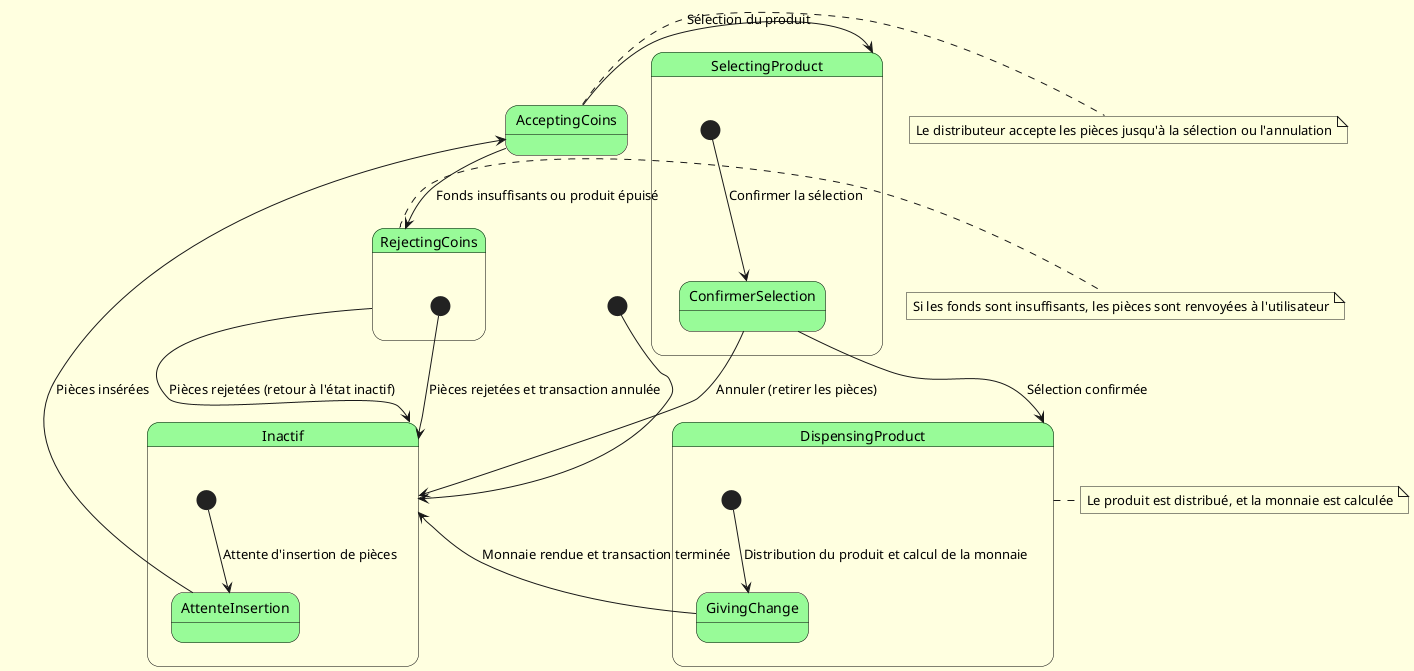 Sélection du produit
SelectingProduct
AcceptingCoins
Le distributeur accepte les pièces jusqu'à la sélection ou l'annulation
Fonds insuffisants ou produit épuisé
Confirmer la sélection
RejectingCoins
ConfirmerSelection
Si les fonds sont insuffisants, les pièces sont renvoyées à l'utilisateur
Pièces insérées
Pièces rejetées (retour à l'état inactif)
Pièces rejetées et transaction annulée
Annuler (retirer les pièces)
Sélection confirmée
Inactif
DispensingProduct
Le produit est distribué, et la monnaie est calculée
Attente d'insertion de pièces
Monnaie rendue et transaction terminée
Distribution du produit et calcul de la monnaie
AttenteInsertion
GivingChange